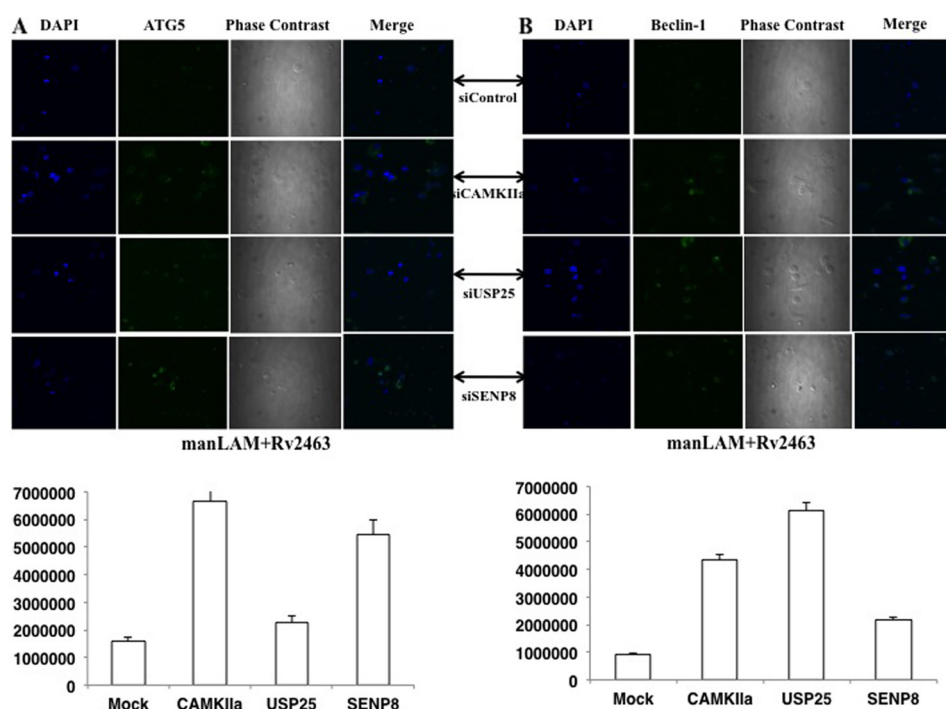 A
DAPI ATG5 Phase Contrast Merge
B
DAPI Beclin-1 Phase Contrast Merge
siControl
siCAMKIIa
siUSP25
siSENP8
manLAM+Rv2463
manLAM+Rv2463
7000000
6000000
5000000
4000000
3000000
2000000
1000000
0
Mock CAMKIIa USP25 SENP8
7000000
6000000
5000000
4000000
3000000
2000000
1000000
0
Mock CAMKIIa USP25 SENP8